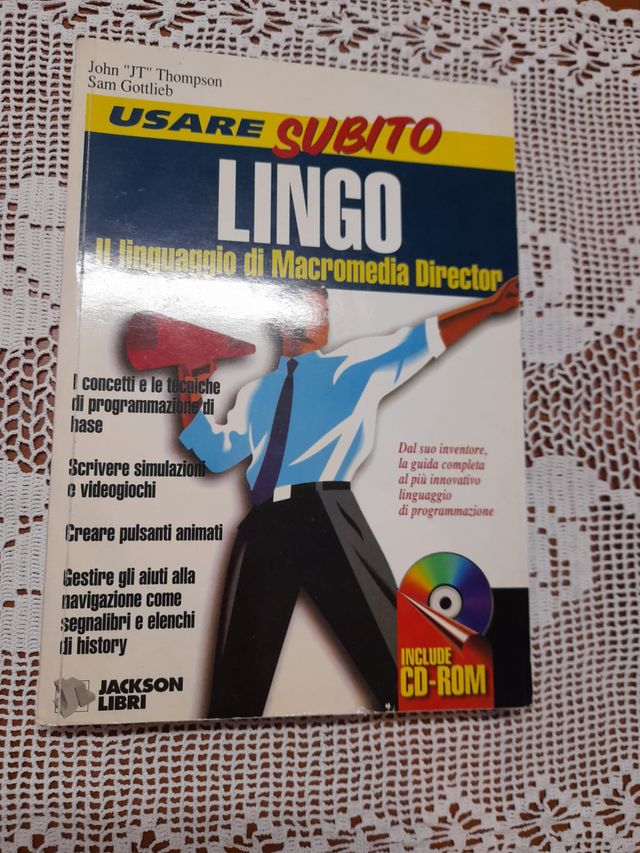 John "JT" Thompson
Sam Gottlieb
USARE SUBITO
LINGO
Il linguaggio di Macromedia Director
I concetti e le tecniche
di programmazione di
base
Scrivere simulazioni
e videogiochi
Creare pulsanti animati
Gestire gli aiuti alla
navigazione come
segnalibri e elenchi
di history
Dal suo inventore,
la guida completa
al più innovativo
linguaggio
di programmazione
INCLUDE
CD-ROM
JACKSON
LIBRI